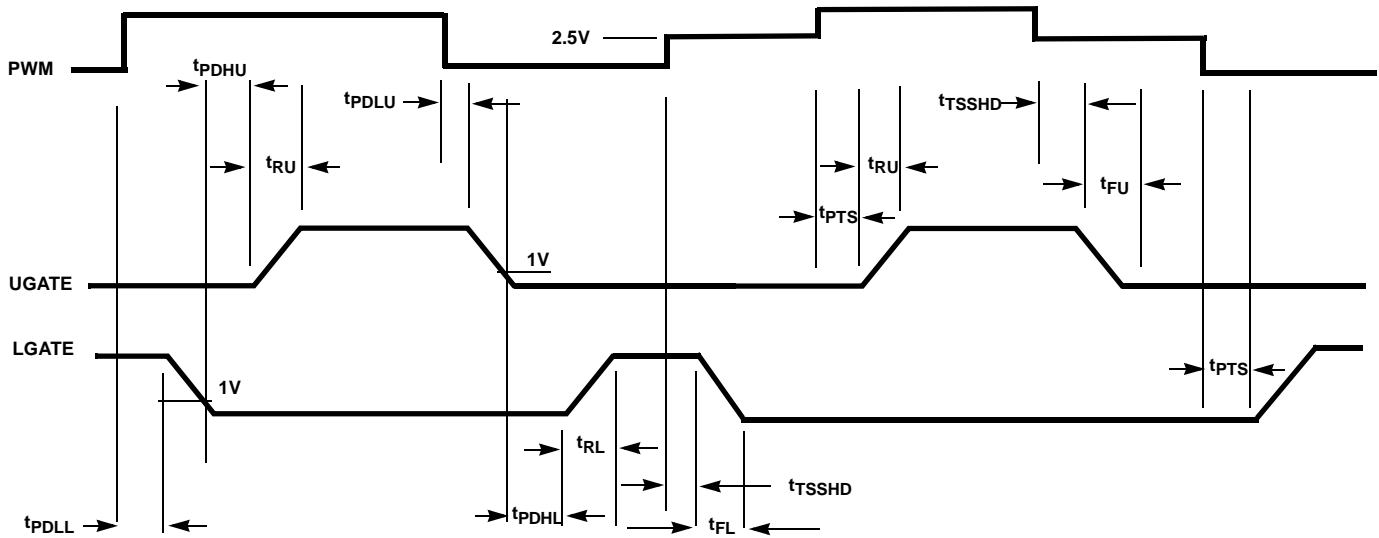 2.5V
PWM
tPDHU
tPDLU
tTSSHD
tRU
tRU
tFU
tPTS
1V
UGATE
LGATE
tPTS
1V
tRL
tTSSHD
tPDLL
tPDHL
tFL